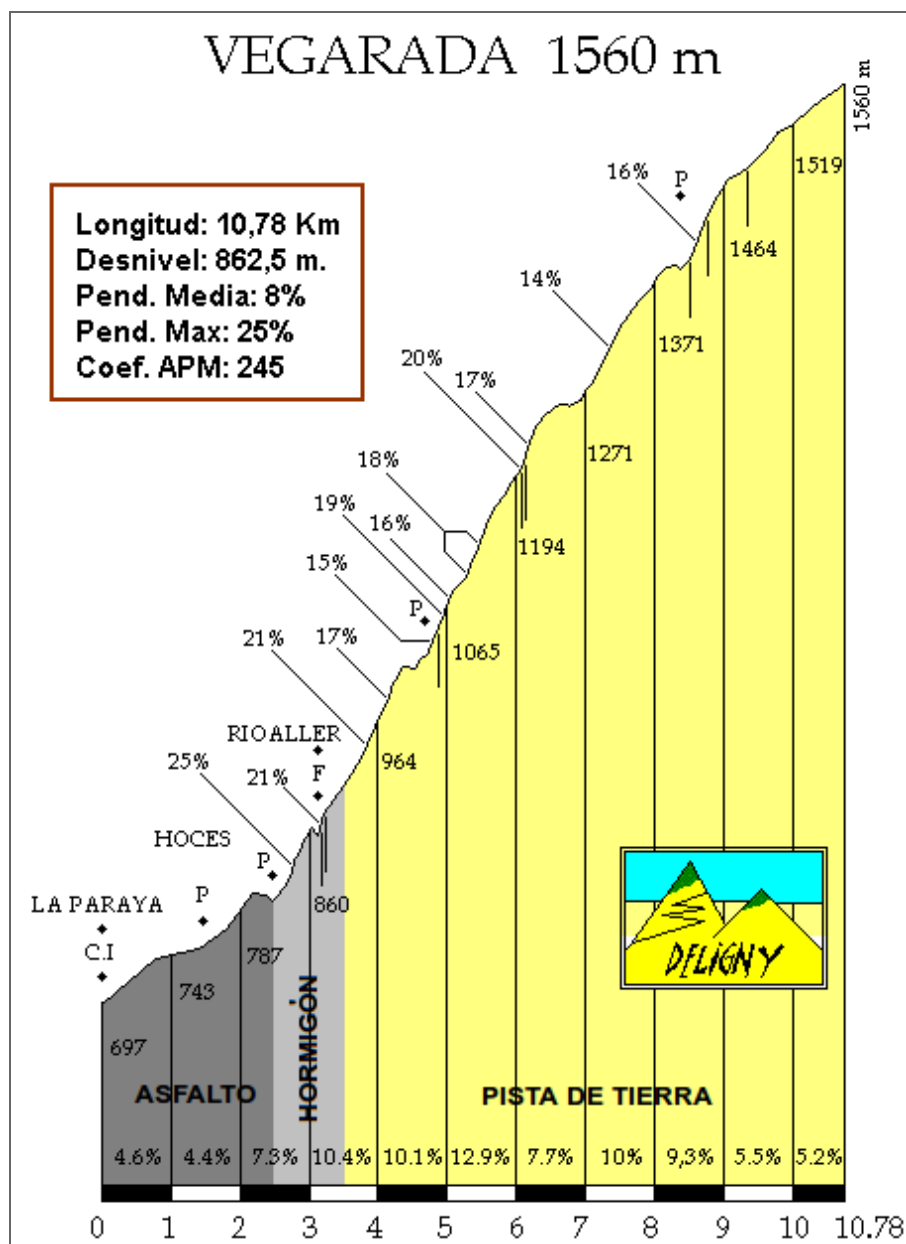 VEGARADA 1560 m
1560 m
Longitud: 10,78 Km
Desnivel: 862,5 m.
Pend. Media: 8%
Pend. Max: 25%
Coef. APM: 245
16%
P
1519
1464
14%
1371
20%
17%
1271
18%
19%
16%
1194
15%
P
1065
21%
17%
RIO ALLER
964
25%
21%
F
HOCES
P
860
LA PARAYA
P
787
C.I
743
697
DELIGNY
ASFALTO
HORMIGÓN
PISTA DE TIERRA
4.6% 4.4% 7.3% 10.4% 10.1% 12.9% 7.7% 10% 9,3% 5.5% 5.2%
0 1 2 3 4 5 6 7 8 9 10 10.78